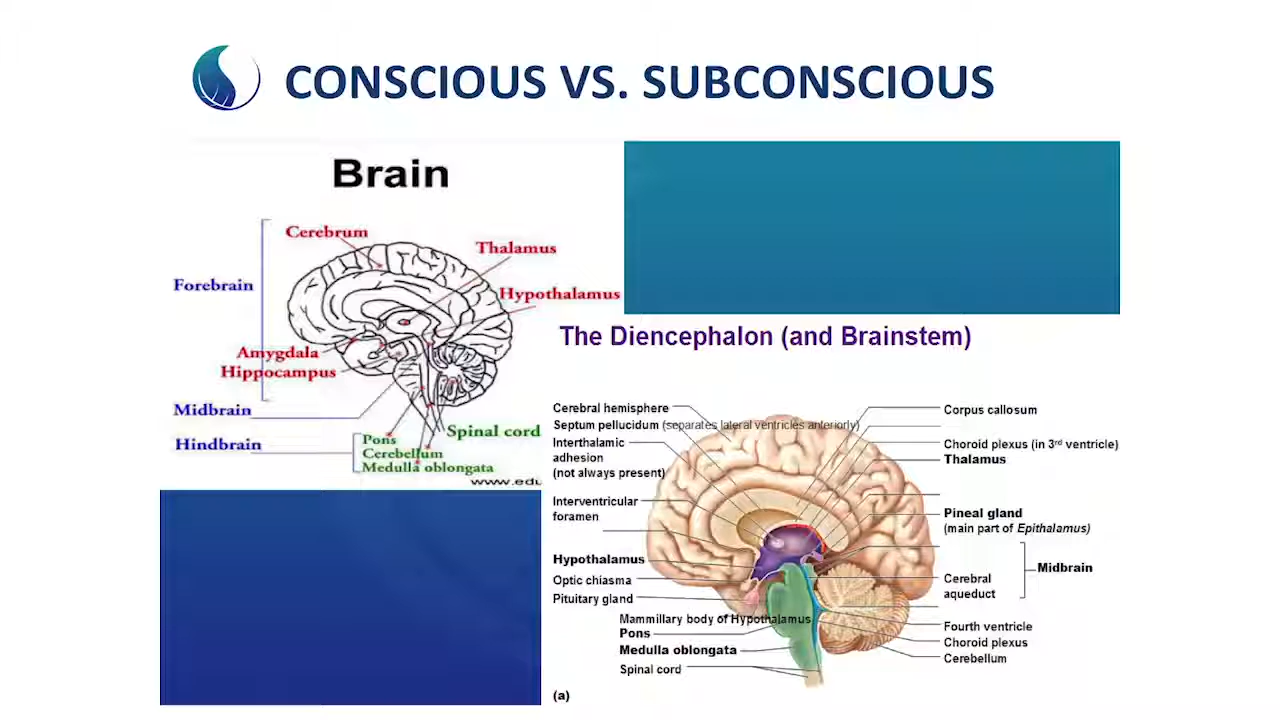 CONSCIOUS VS. SUBCONSCIOUS
Brain
Cerebrum
Thalamus
Forebrain
Hypothalamus
Amygdala
Hippocampus
Midbrain
Hindbrain
Spinal cord
Pons
Cerebellum
Medulla oblongata
www.edu
The Diencephalon (and Brainstem)
Cerebral hemisphere
Septum pellucidum (separates lateral ventricles anteriorly)
Interthalamic
adhesion
(not always present)
Interventricular
foramen
Hypothalamus
Optic chiasma
Pituitary gland
Mammillary body of Hypothalamus
Pons
Medulla oblongata
Spinal cord
(a)
Corpus callosum
Choroid plexus (in 3rd ventricle)
Thalamus
Pineal gland
(main part of Epithalamus)
Midbrain
Cerebral
aqueduct
Fourth ventricle
Choroid plexus
Cerebellum